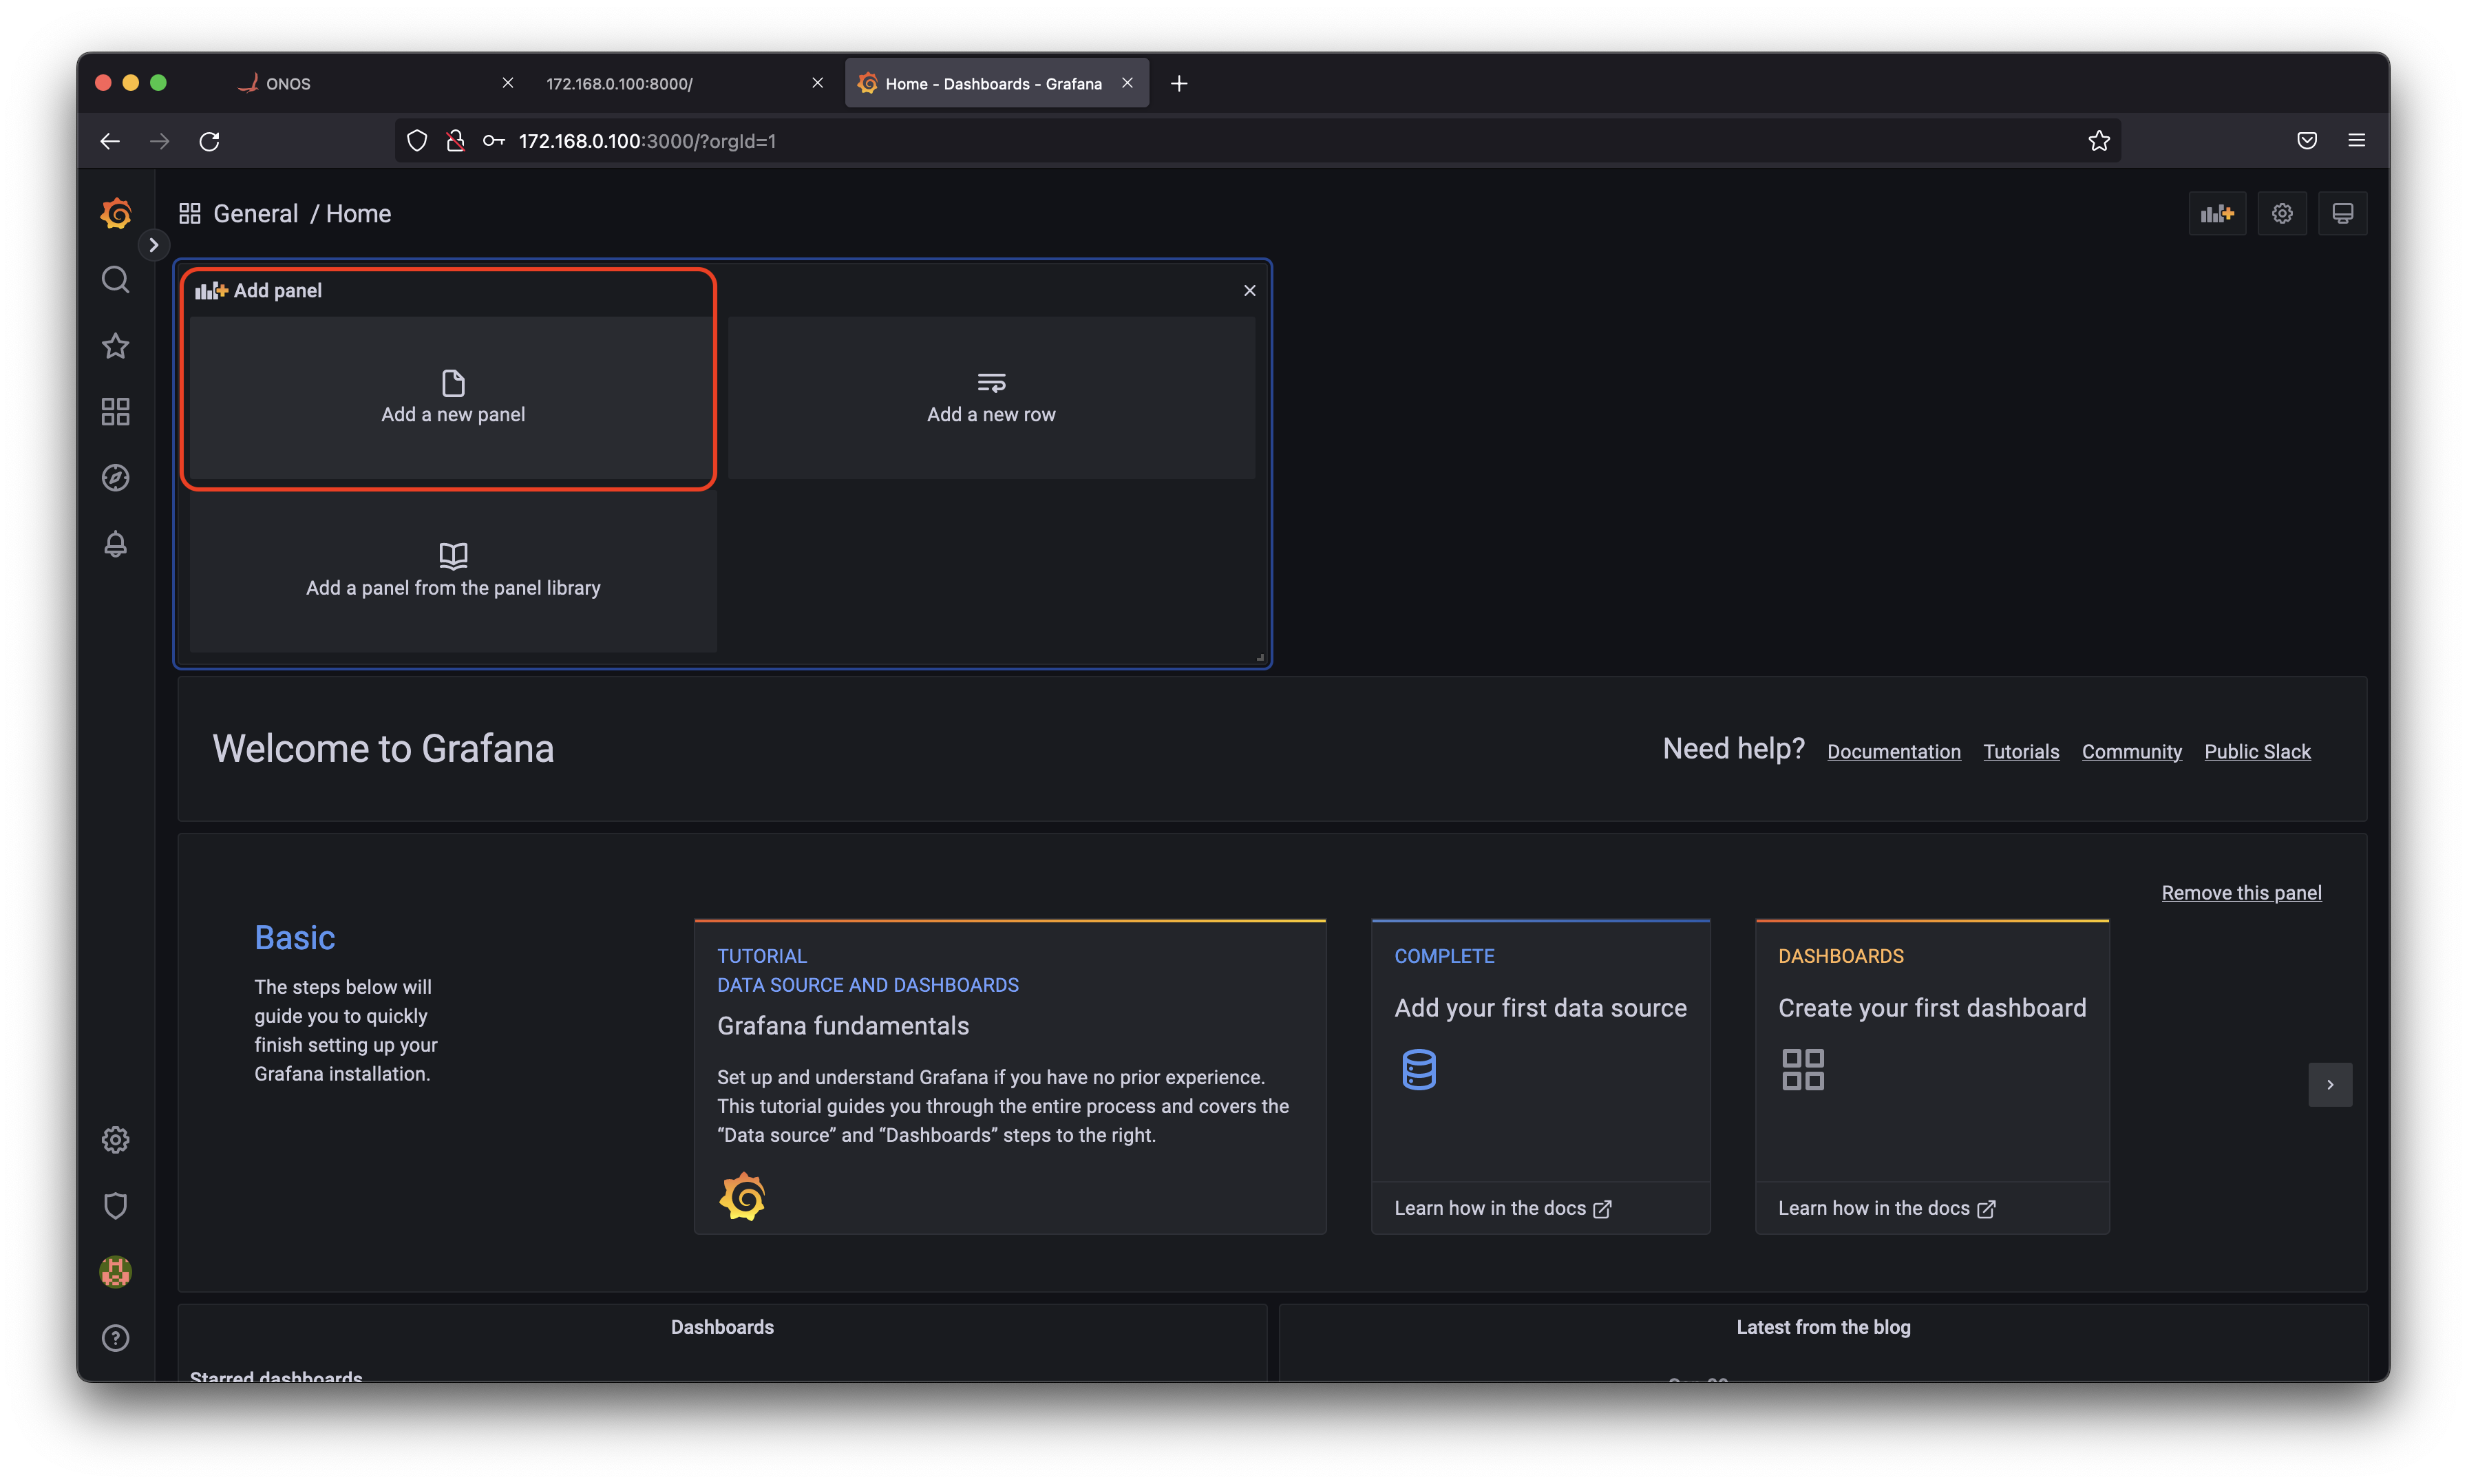 ONOS
172.168.0.100:8000/
Home - Dashboards - Grafana
172.168.0.100:3000/?orgId=1
General / Home
Add panel
Add a new panel
Add a new row
Add a panel from the panel library
Welcome to Grafana
Need help? Documentation Tutorials Community Public Slack
Remove this panel
Basic
The steps below will
guide you to quickly
finish setting up your
Grafana installation.
TUTORIAL
DATA SOURCE AND DASHBOARDS
Grafana fundamentals
Set up and understand Grafana if you have no prior experience.
This tutorial guides you through the entire process and covers the
“Data source” and “Dashboards” steps to the right.
COMPLETE
Add your first data source
Learn how in the docs
DASHBOARDS
Create your first dashboard
Learn how in the docs
Dashboards
Starred dashboards
Latest from the blog